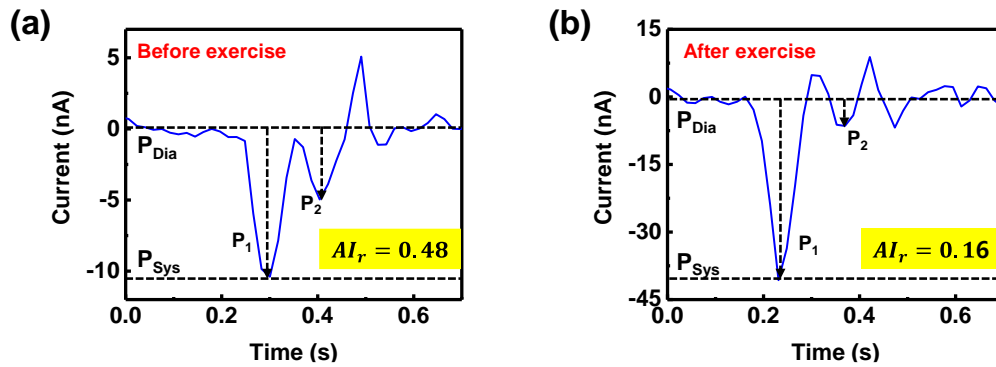 (a)
Before exercise
Current (nA)
5
0
-5
-10
P_Dia
P_1
P_2
P_Sys
AI_r = 0.48
0.0 0.2 0.4 0.6
Time (s)
(b)
After exercise
Current (nA)
15
0
-15
-30
-45
P_Dia
P_2
P_1
P_Sys
AI_r = 0.16
0.0 0.2 0.4 0.6
Time (s)